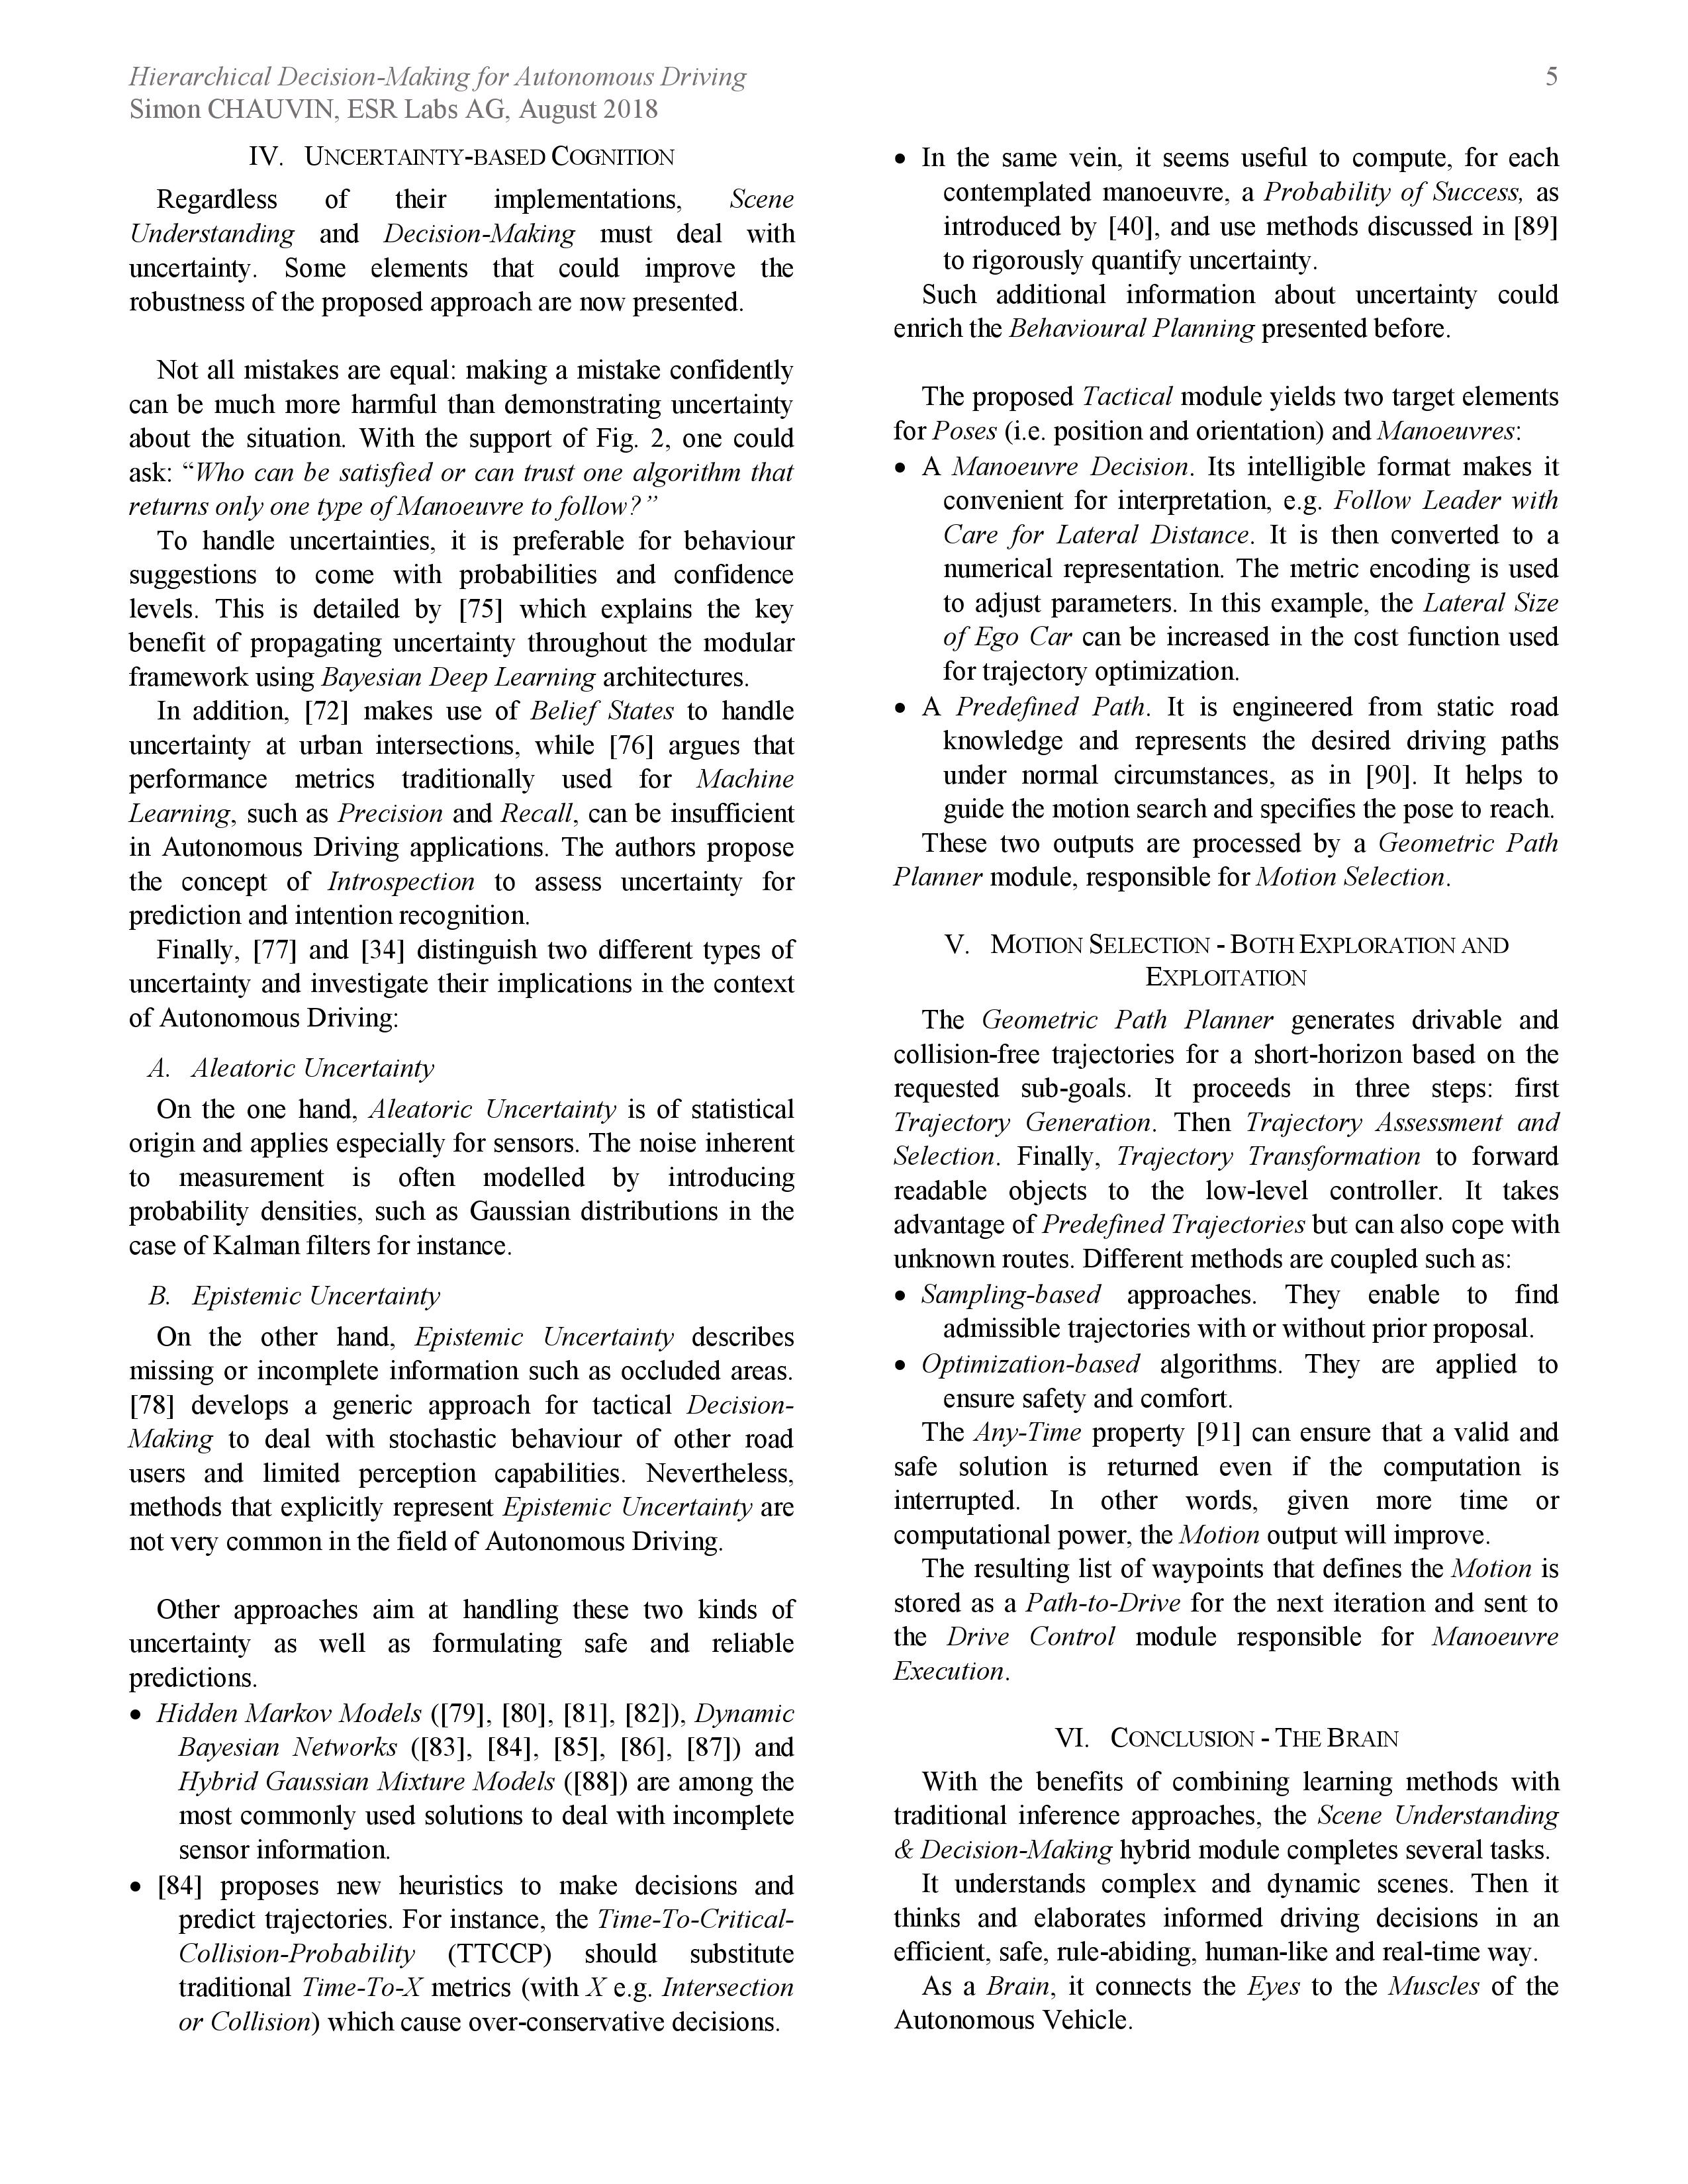 Hierarchical Decision-Making for Autonomous Driving
5
Simon CHAUVIN, ESR Labs AG, August 2018
IV. UNCERTAINTY-BASED COGNITION
Regardless of their implementations, Scene
Understanding and Decision-Making must deal with
uncertainty. Some elements that could improve the
robustness of the proposed approach are now presented.
Not all mistakes are equal: making a mistake confidently
can be much more harmful than demonstrating uncertainty
about the situation. With the support of Fig. 2, one could
ask: “Who can be satisfied or can trust one algorithm that
returns only one type of Manoeuvre to follow?”
To handle uncertainties, it is preferable for behaviour
suggestions to come with probabilities and confidence
levels. This is detailed by [75] which explains the key
benefit of propagating uncertainty throughout the modular
framework using Bayesian Deep Learning architectures.
In addition, [72] makes use of Belief States to handle
uncertainty at urban intersections, while [76] argues that
performance metrics traditionally used for Machine
Learning, such as Precision and Recall, can be insufficient
in Autonomous Driving applications. The authors propose
the concept of Introspection to assess uncertainty for
prediction and intention recognition.
Finally, [77] and [34] distinguish two different types of
uncertainty and investigate their implications in the context
of Autonomous Driving:
A. Aleatoric Uncertainty
On the one hand, Aleatoric Uncertainty is of statistical
origin and applies especially for sensors. The noise inherent
to measurement is often modelled by introducing
probability densities, such as Gaussian distributions in the
case of Kalman filters for instance.
B. Epistemic Uncertainty
On the other hand, Epistemic Uncertainty describes
missing or incomplete information such as occluded areas.
[78] develops a generic approach for tactical Decision-
Making to deal with stochastic behaviour of other road
users and limited perception capabilities. Nevertheless,
methods that explicitly represent Epistemic Uncertainty are
not very common in the field of Autonomous Driving.
Other approaches aim at handling these two kinds of
uncertainty as well as formulating safe and reliable
predictions.
• Hidden Markov Models ([79], [80], [81], [82]), Dynamic
Bayesian Networks ([83], [84], [85], [86], [87]) and
Hybrid Gaussian Mixture Models ([88]) are among the
most commonly used solutions to deal with incomplete
sensor information.
• [84] proposes new heuristics to make decisions and
predict trajectories. For instance, the Time-To-Critical-
Collision-Probability (TTCCP) should substitute
traditional Time-To-X metrics (with X e.g. Intersection
or Collision) which cause over-conservative decisions.
• In the same vein, it seems useful to compute, for each
contemplated manoeuvre, a Probability of Success, as
introduced by [40], and use methods discussed in [89]
to rigorously quantify uncertainty.
Such additional information about uncertainty could
enrich the Behavioural Planning presented before.
The proposed Tactical module yields two target elements
for Poses (i.e. position and orientation) and Manoeuvres:
• A Manoeuvre Decision. Its intelligible format makes it
convenient for interpretation, e.g. Follow Leader with
Care for Lateral Distance. It is then converted to a
numerical representation. The metric encoding is used
to adjust parameters. In this example, the Lateral Size
of Ego Car can be increased in the cost function used
for trajectory optimization.
• A Predefined Path. It is engineered from static road
knowledge and represents the desired driving paths
under normal circumstances, as in [90]. It helps to
guide the motion search and specifies the pose to reach.
These two outputs are processed by a Geometric Path
Planner module, responsible for Motion Selection.
V. MOTION SELECTION - BOTH EXPLORATION AND
EXPLOITATION
The Geometric Path Planner generates drivable and
collision-free trajectories for a short-horizon based on the
requested sub-goals. It proceeds in three steps: first
Trajectory Generation. Then Trajectory Assessment and
Selection. Finally, Trajectory Transformation to forward
readable objects to the low-level controller. It takes
advantage of Predefined Trajectories but can also cope with
unknown routes. Different methods are coupled such as:
• Sampling-based approaches. They enable to find
admissible trajectories with or without prior proposal.
• Optimization-based algorithms. They are applied to
ensure safety and comfort.
The Any-Time property [91] can ensure that a valid and
safe solution is returned even if the computation is
interrupted. In other words, given more time or
computational power, the Motion output will improve.
The resulting list of waypoints that defines the Motion is
stored as a Path-to-Drive for the next iteration and sent to
the Drive Control module responsible for Manoeuvre
Execution.
VI. CONCLUSION - THE BRAIN
With the benefits of combining learning methods with
traditional inference approaches, the Scene Understanding
& Decision-Making hybrid module completes several tasks.
It understands complex and dynamic scenes. Then it
thinks and elaborates informed driving decisions in an
efficient, safe, rule-abiding, human-like and real-time way.
As a Brain, it connects the Eyes to the Muscles of the
Autonomous Vehicle.